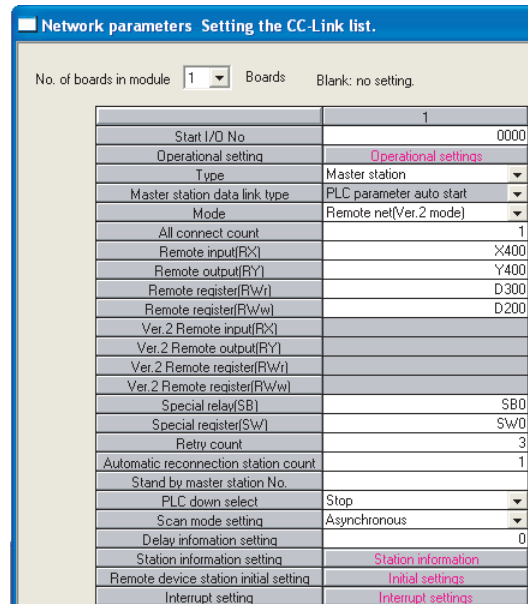 Network parameters Setting the CC-Link list.
No. of boards in module 1 Boards Blank: no setting.
1
Start I/O No 0000
Operational setting Operational settings
Type Master station
Master station data link type PLC parameter auto start
Mode Remote net(Ver.2 mode)
All connect count 1
Remote input(RX) X400
Remote output(RY) Y400
Remote register(RWr) D300
Remote register(RWw) D200
Ver.2 Remote input(RX)
Ver.2 Remote output(RY)
Ver.2 Remote register(RWr)
Ver.2 Remote register(RWw)
Special relay(SB) SB0
Special register(SW) SW0
Retry count 3
Automatic reconnection station count 1
Stand by master station No.
PLC down select Stop
Scan mode setting Asynchronous
Delay infomation setting 0
Station information setting Station information
Remote device station initial setting Initial settings
Interrupt setting Interrupt settings